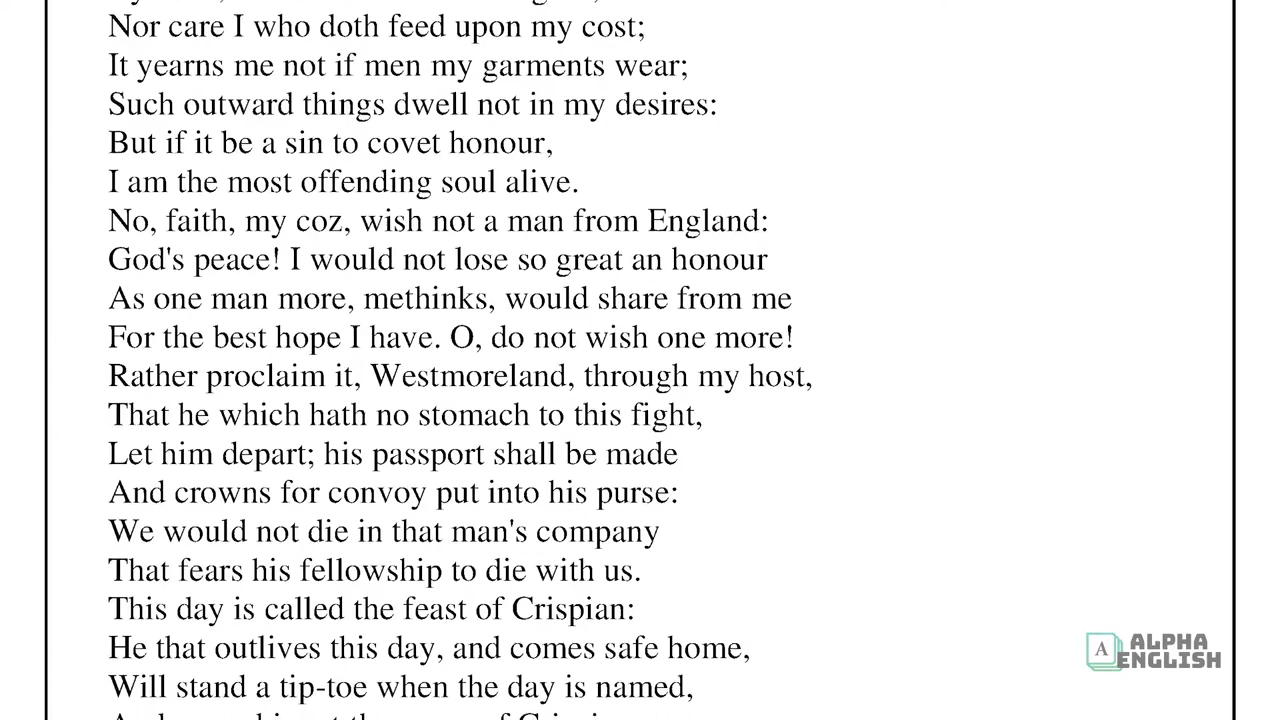 Nor care I who doth feed upon my cost;
It yearns me not if men my garments wear;
Such outward things dwell not in my desires:
But if it be a sin to covet honour,
I am the most offending soul alive.
No, faith, my coz, wish not a man from England:
God's peace! I would not lose so great an honour
As one man more, methinks, would share from me
For the best hope I have. O, do not wish one more!
Rather proclaim it, Westmoreland, through my host,
That he which hath no stomach to this fight,
Let him depart; his passport shall be made
And crowns for convoy put into his purse:
We would not die in that man's company
That fears his fellowship to die with us.
This day is called the feast of Crispian:
He that outlives this day, and comes safe home,
Will stand a tip-toe when the day is named,
A ALPHA
ENGLISH